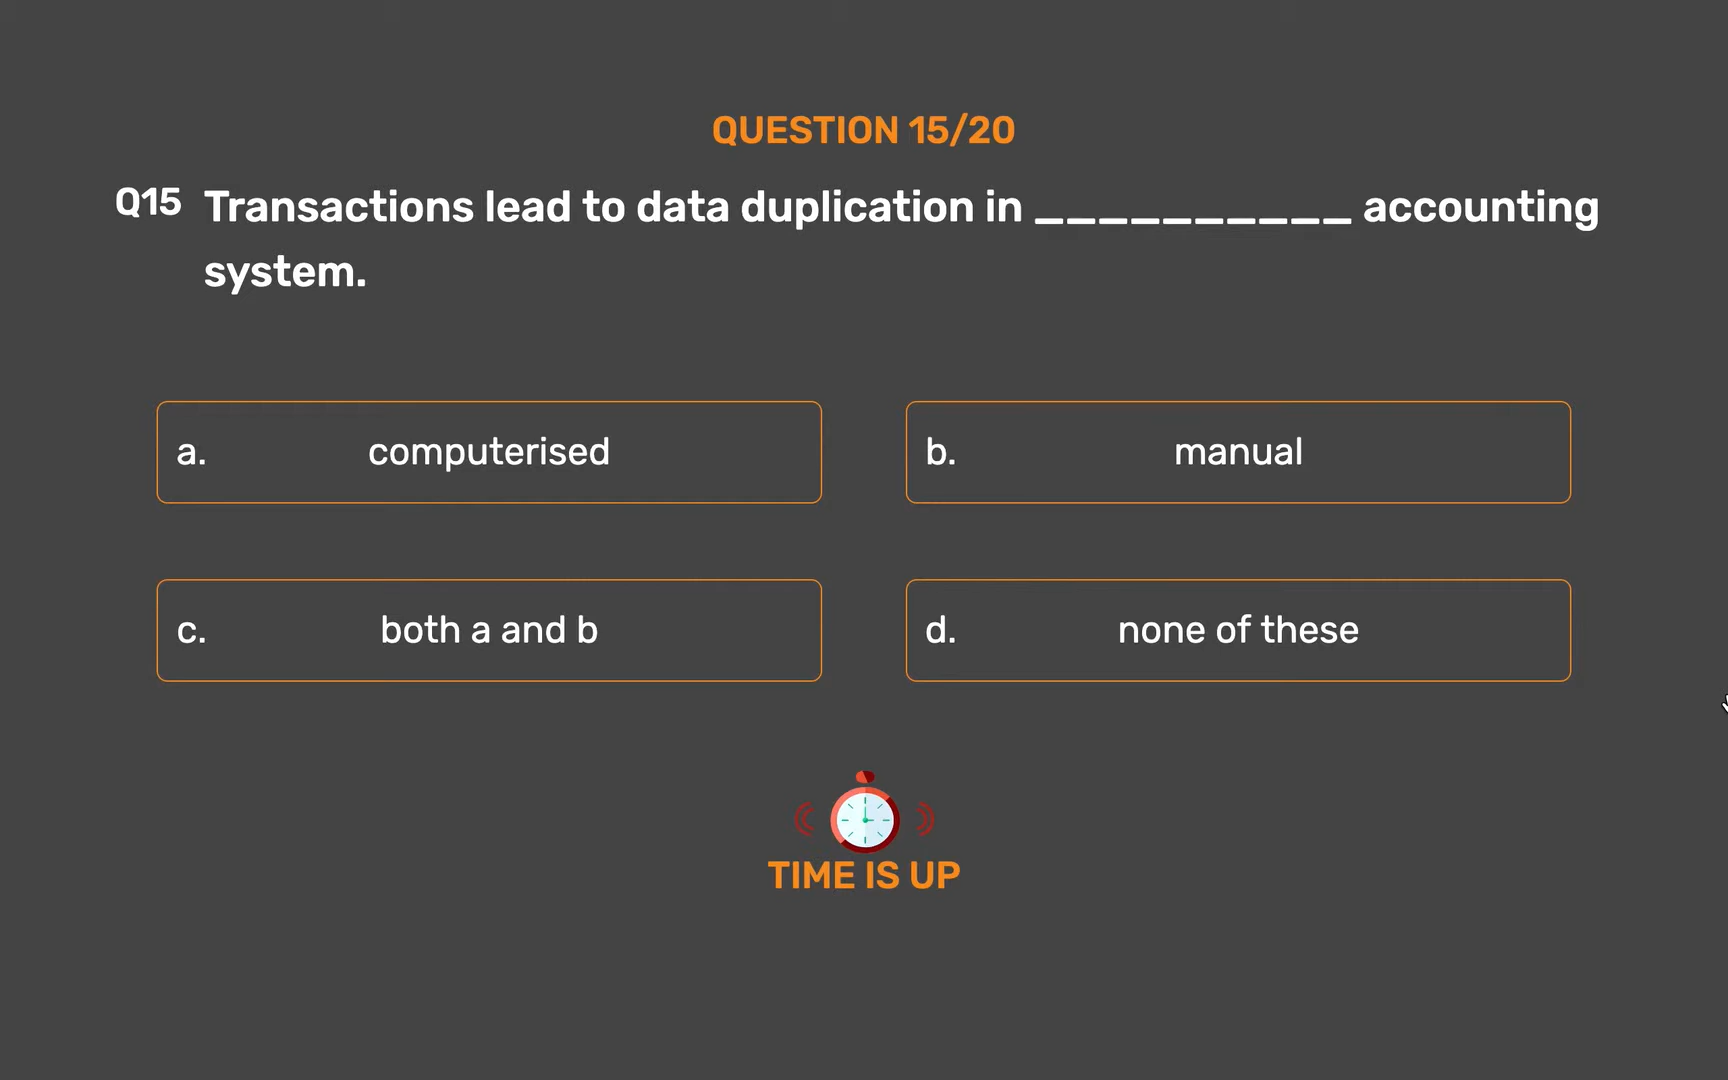 QUESTION 15/20
Q15 Transactions lead to data duplication in __________ accounting
system.
a. computerised
b. manual
c. both a and b
d. none of these
TIME IS UP